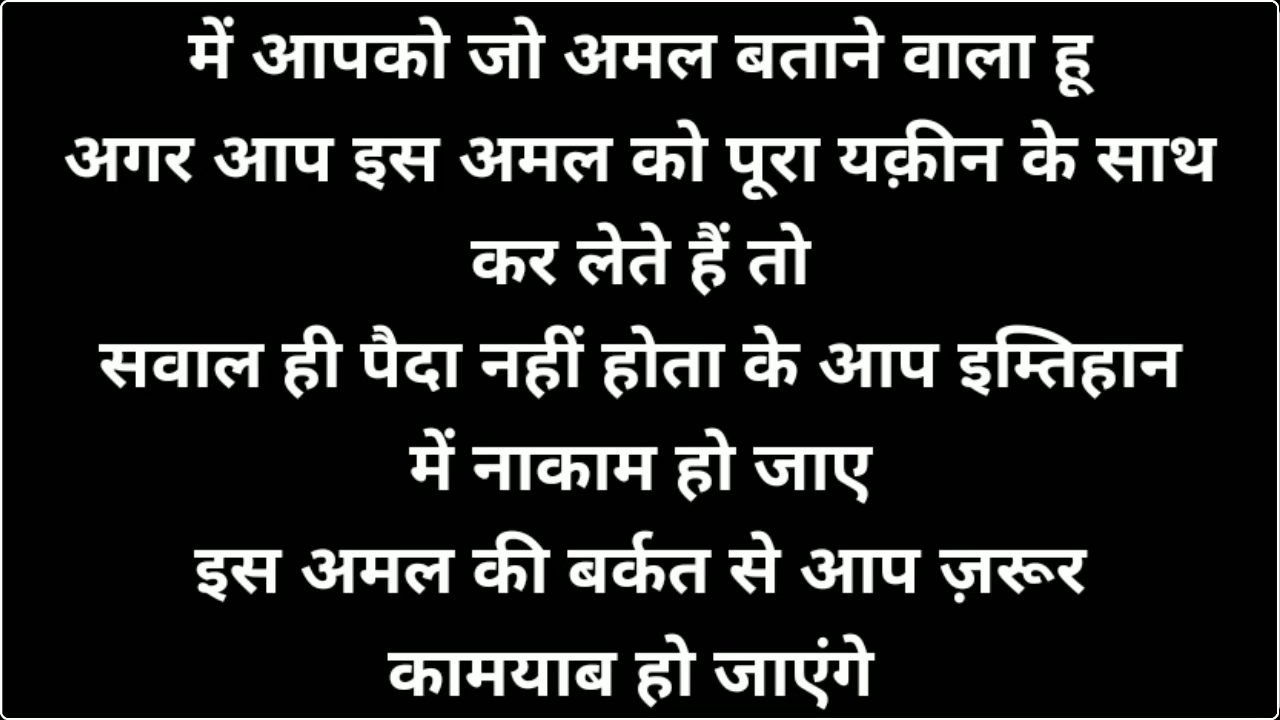 में आपको जो अमल बताने वाला हू
अगर आप इस अमल को पूरा यक़ीन के साथ
कर लेते हैं तो
सवाल ही पैदा नहीं होता के आप इम्तिहान
में नाकाम हो जाए
इस अमल की बर्कत से आप ज़रूर
कामयाब हो जाएंगे